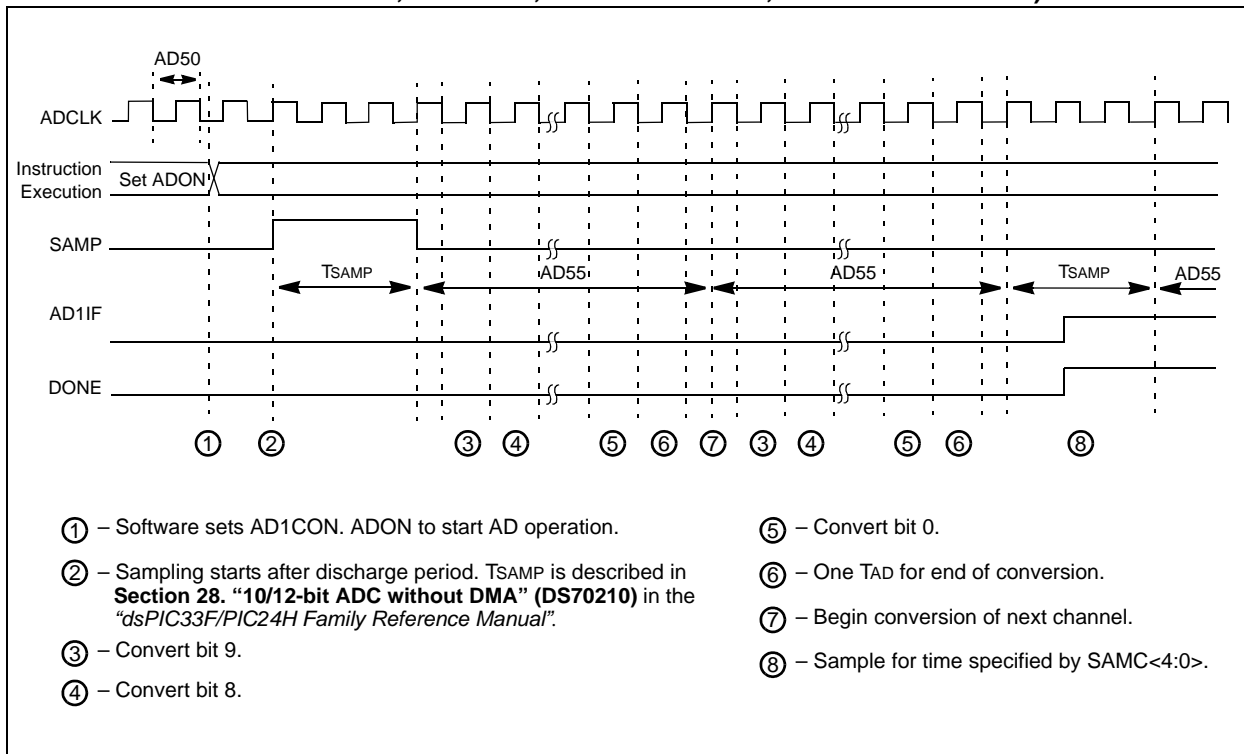 AD50
ADCLK
Instruction
Execution
Set ADON
SAMP
TSAMP
AD55
AD55
TSAMP
AD55
AD1IF
DONE
1 2 3 4 5 6 7 3 4 5 6 8
1 – Software sets AD1CON. ADON to start AD operation.
2 – Sampling starts after discharge period. TSAMP is described in
Section 28. “10/12-bit ADC without DMA” (DS70210) in the
“dsPIC33F/PIC24H Family Reference Manual”.
3 – Convert bit 9.
4 – Convert bit 8.
5 – Convert bit 0.
6 – One TAD for end of conversion.
7 – Begin conversion of next channel.
8 – Sample for time specified by SAMC<4:0>.